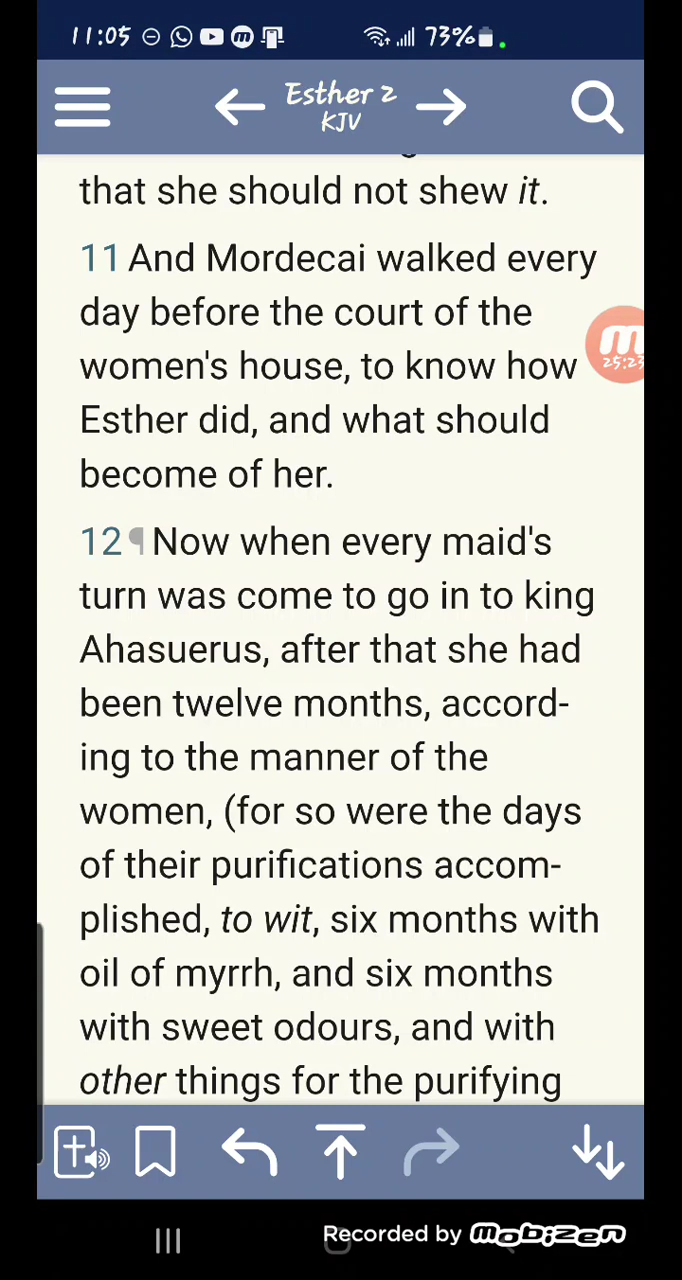 11:05 73%
Esther 2
KJV
that she should not shew it.
11 And Mordecai walked every
day before the court of the
women's house, to know how
Esther did, and what should
become of her.
12 ¶ Now when every maid's
turn was come to go in to king
Ahasuerus, after that she had
been twelve months, accord-
ing to the manner of the
women, (for so were the days
of their purifications accom-
plished, to wit, six months with
oil of myrrh, and six months
with sweet odours, and with
other things for the purifying
m
25:23
Recorded by mobizen